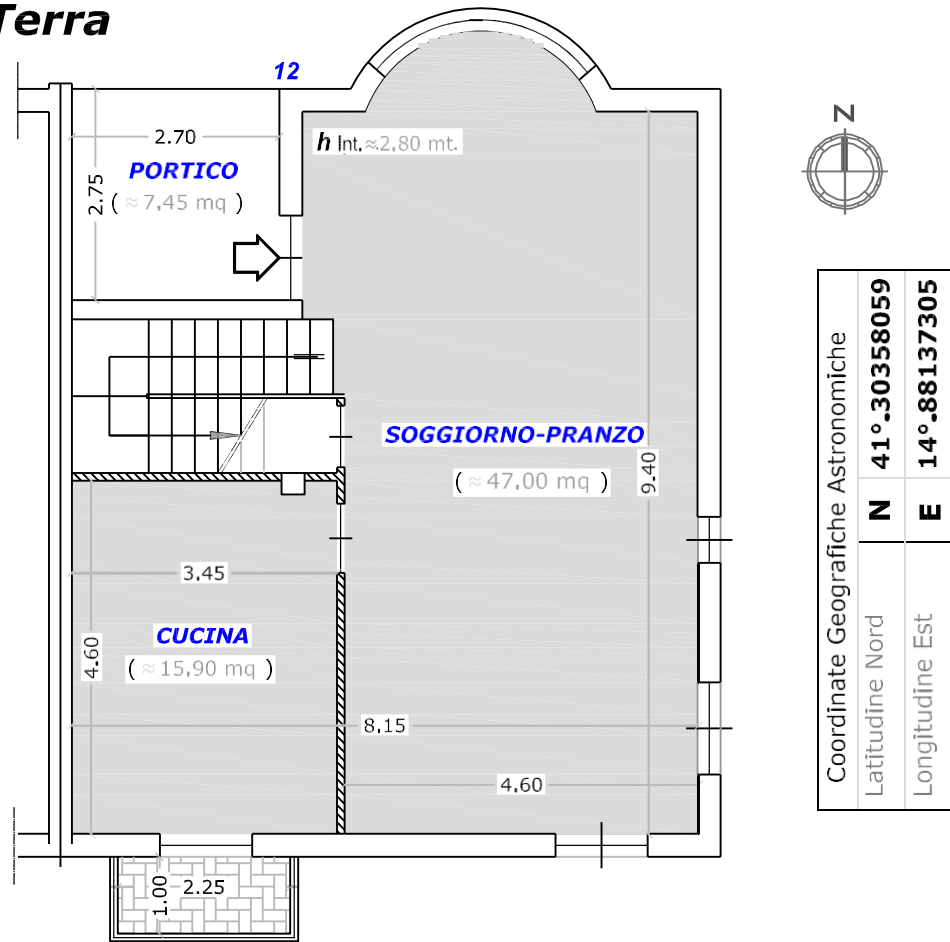 Terra
12
2.70
h Int. ≈2,80 mt.
PORTICO
2.75
( ≈ 7,45 mq )
SOGGIORNO-PRANZO
( ≈ 47,00 mq )
9.40
3.45
CUCINA
( ≈ 15,90 mq )
4.60
8.15
4.60
1.00
2.25
N
Coordinate Geografiche Astronomiche
Latitudine Nord N 41°.30358059
Longitudine Est E 14°.88137305